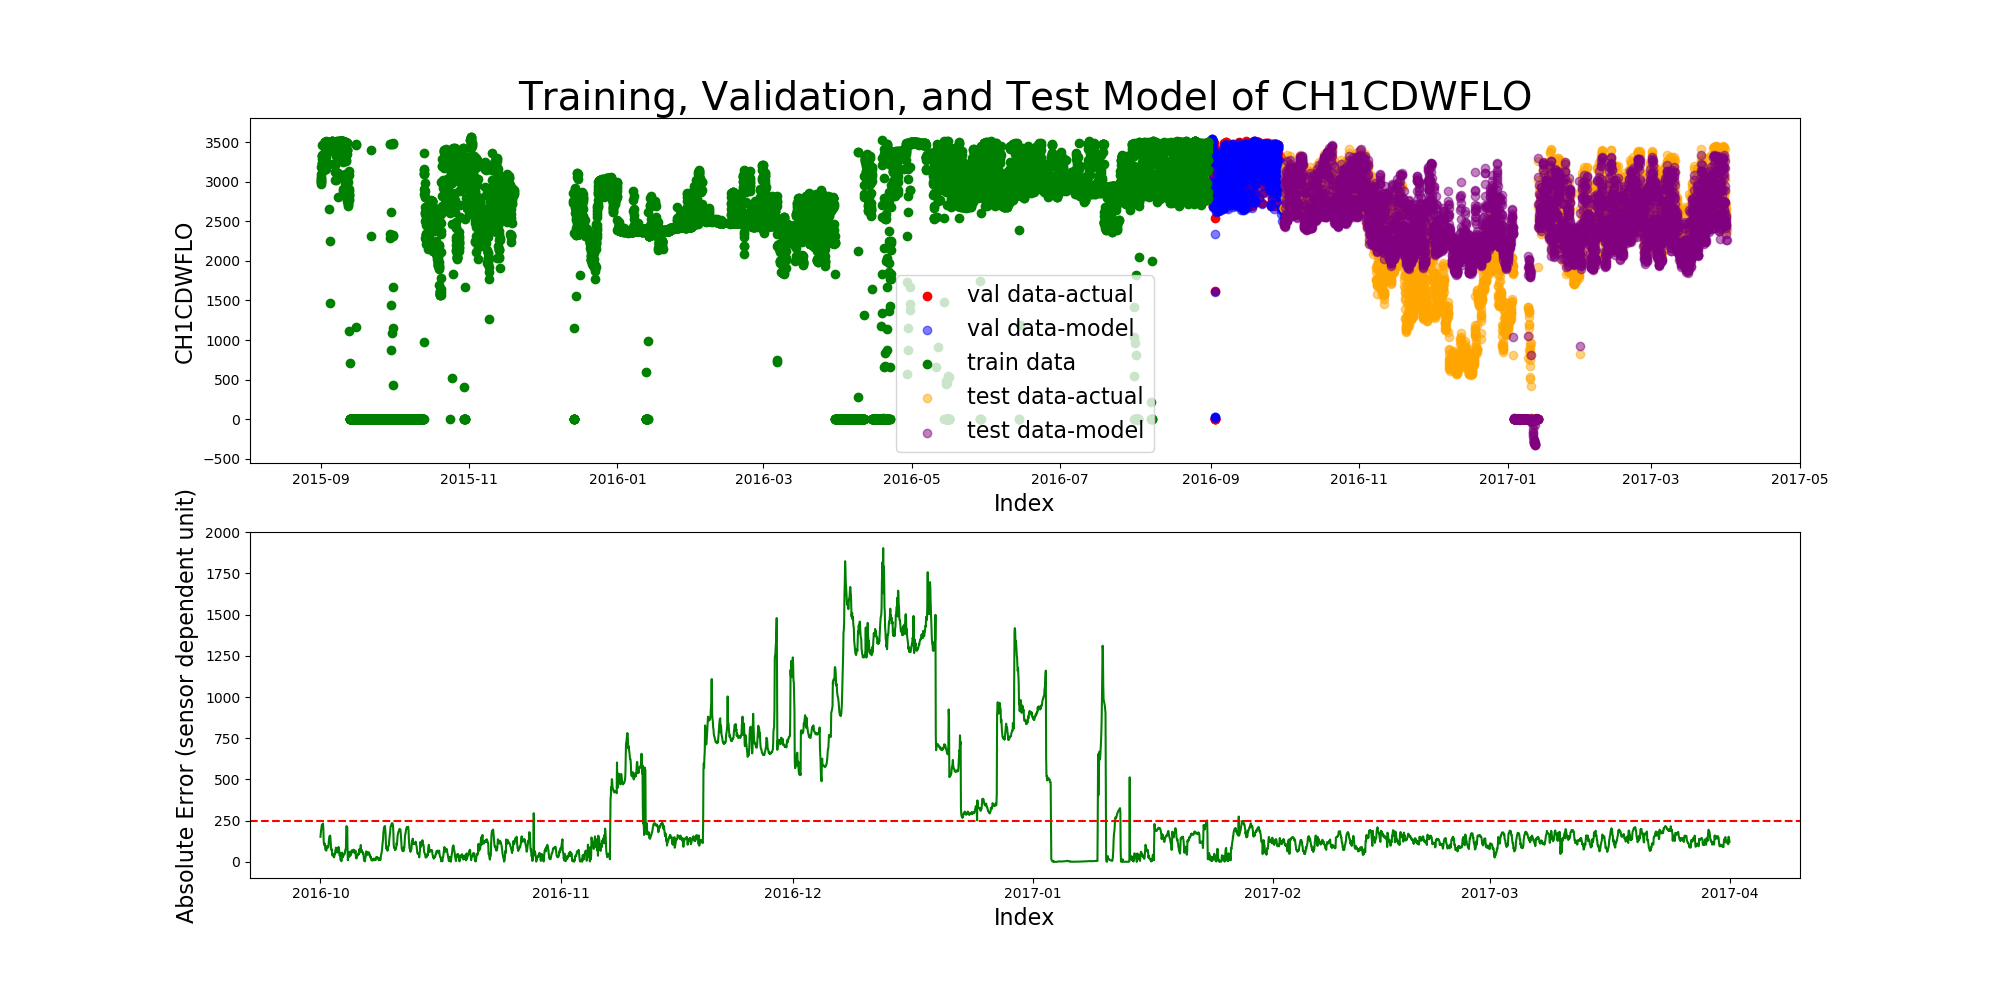 Training, Validation, and Test Model of CH1CDWFLO
CH1CDWFLO
3500
3000
2500
2000
1500
1000
500
0
−500
val data-actual
val data-model
train data
test data-actual
test data-model
2015-09 2015-11 2016-01 2016-03 2016-05 2016-07 2016-09 2016-11 2017-01 2017-03 2017-05
Index
Absolute Error (sensor dependent unit)
2000
1750
1500
1250
1000
750
500
250
0
2016-10 2016-11 2016-12 2017-01 2017-02 2017-03 2017-04
Index